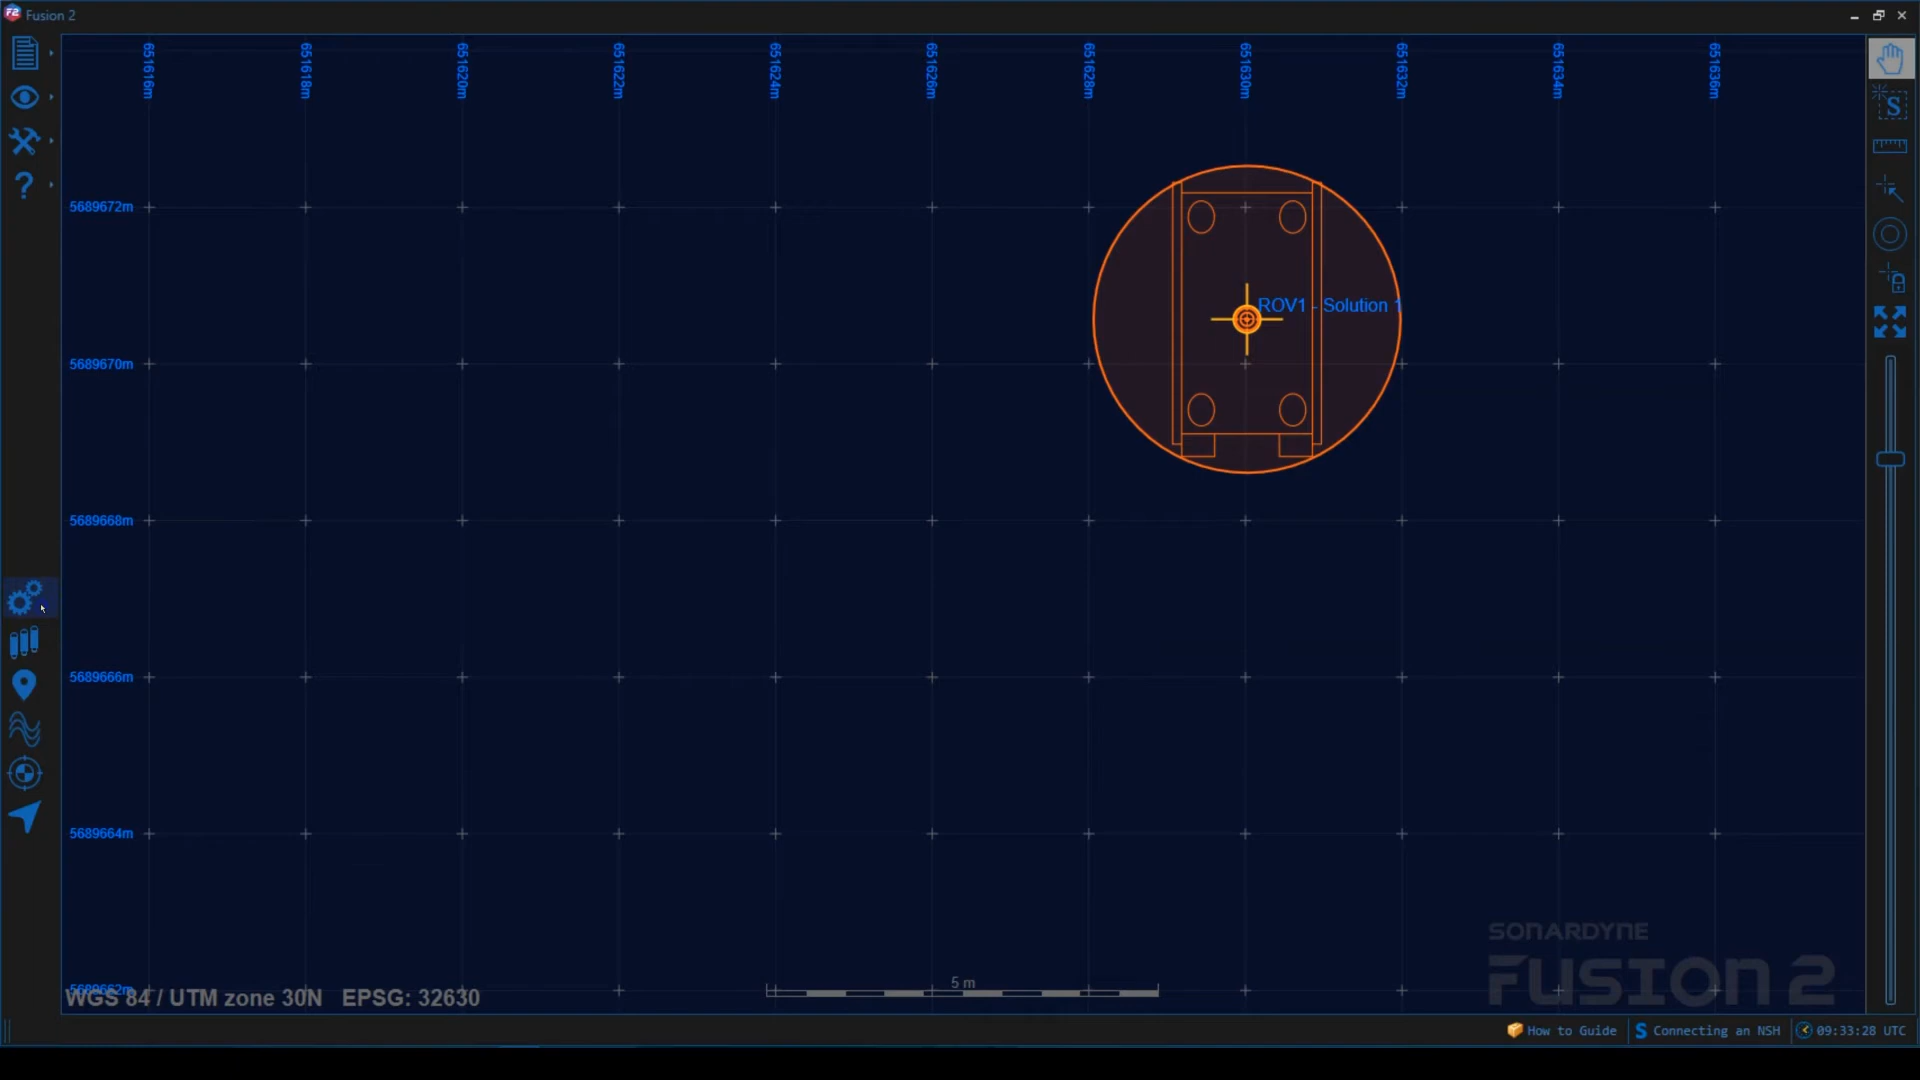 Fusion 2
651616m
651618m
651620m
651622m
651624m
651626m
651628m
651630m
651632m
651634m
651636m
S
5689672m
ROV1 - Solution 1
5689670m
5689668m
5689666m
5689664m
5689662m
SONARDYNE
FUSION 2
5 m
WGS 84 / UTM zone 30N EPSG: 32630
How to Guide
S Connecting an NSH
09:33:28 UTC